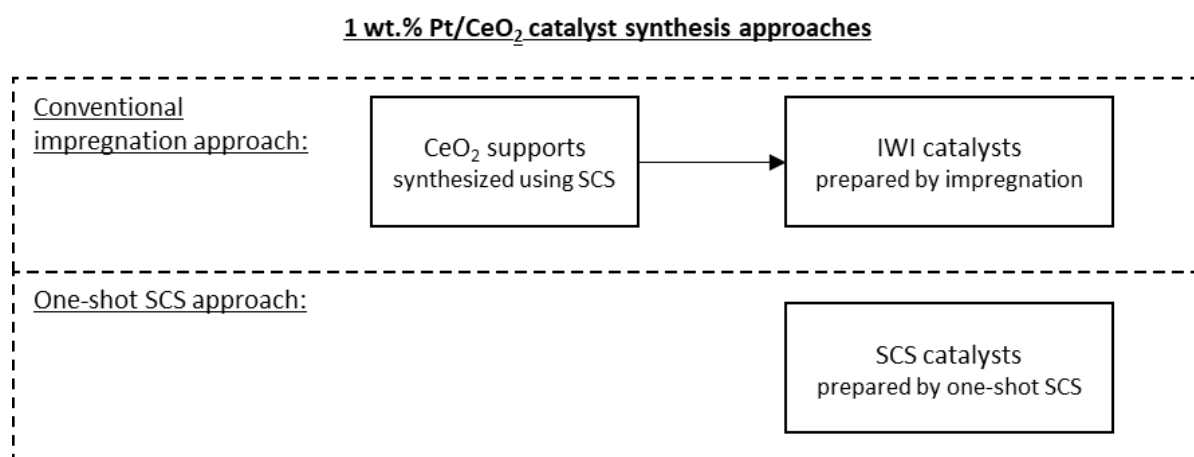 1 wt.% Pt/CeO₂ catalyst synthesis approaches
Conventional
impregnation approach:
CeO₂ supports
synthesized using SCS
IWI catalysts
prepared by impregnation
One-shot SCS approach:
SCS catalysts
prepared by one-shot SCS